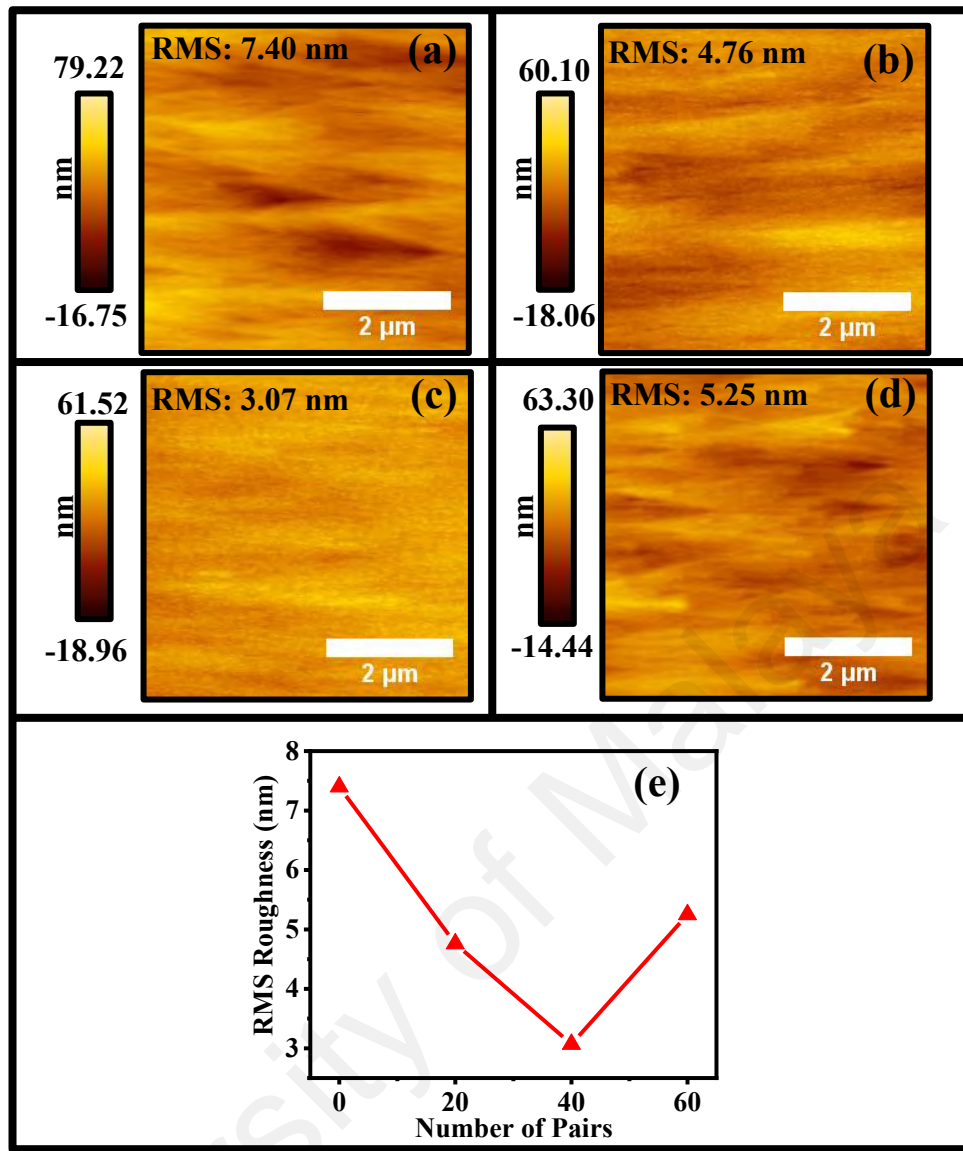 RMS: 7.40 nm
(a)
79.22
nm
-16.75
2 µm
RMS: 4.76 nm
(b)
60.10
nm
-18.06
2 µm
RMS: 3.07 nm
(c)
61.52
nm
-18.96
2 µm
RMS: 5.25 nm
(d)
63.30
nm
-14.44
2 µm
(e)
RMS Roughness (nm)
8
7
6
5
4
3
0 20 40 60
Number of Pairs
rsity of Malaya